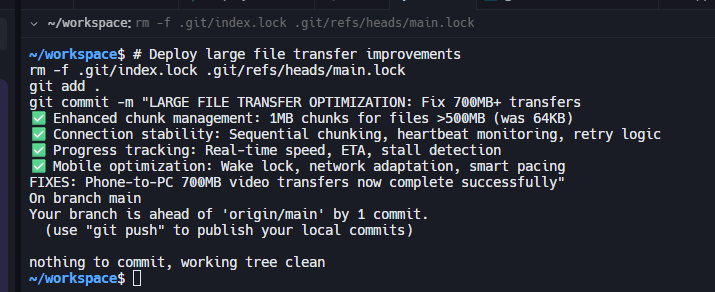 ~/workspace: rm -f .git/index.lock .git/refs/heads/main.lock
~/workspace$ # Deploy large file transfer improvements
rm -f .git/index.lock .git/refs/heads/main.lock
git add .
git commit -m "LARGE FILE TRANSFER OPTIMIZATION: Fix 700MB+ transfers
✅ Enhanced chunk management: 1MB chunks for files >500MB (was 64KB)
✅ Connection stability: Sequential chunking, heartbeat monitoring, retry logic
✅ Progress tracking: Real-time speed, ETA, stall detection
✅ Mobile optimization: Wake lock, network adaptation, smart pacing
FIXES: Phone-to-PC 700MB video transfers now complete successfully"
On branch main
Your branch is ahead of 'origin/main' by 1 commit.
  (use "git push" to publish your local commits)

nothing to commit, working tree clean
~/workspace$